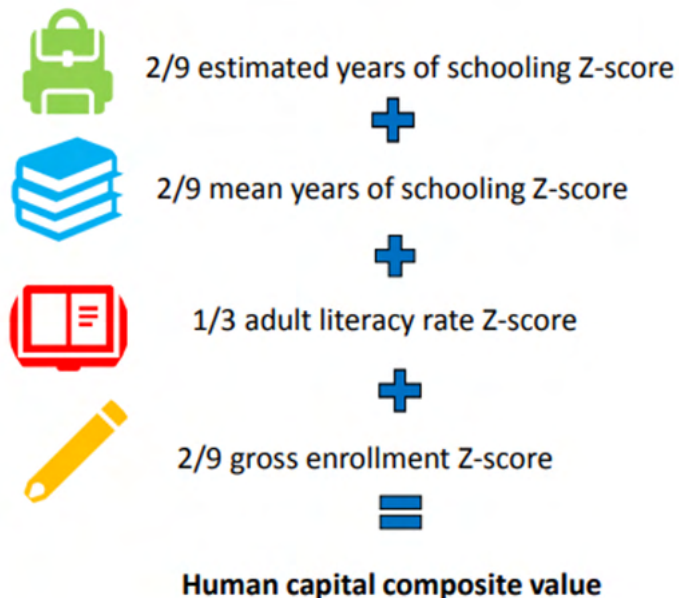 2/9 estimated years of schooling Z-score
2/9 mean years of schooling Z-score
1/3 adult literacy rate Z-score
2/9 gross enrollment Z-score
Human capital composite value